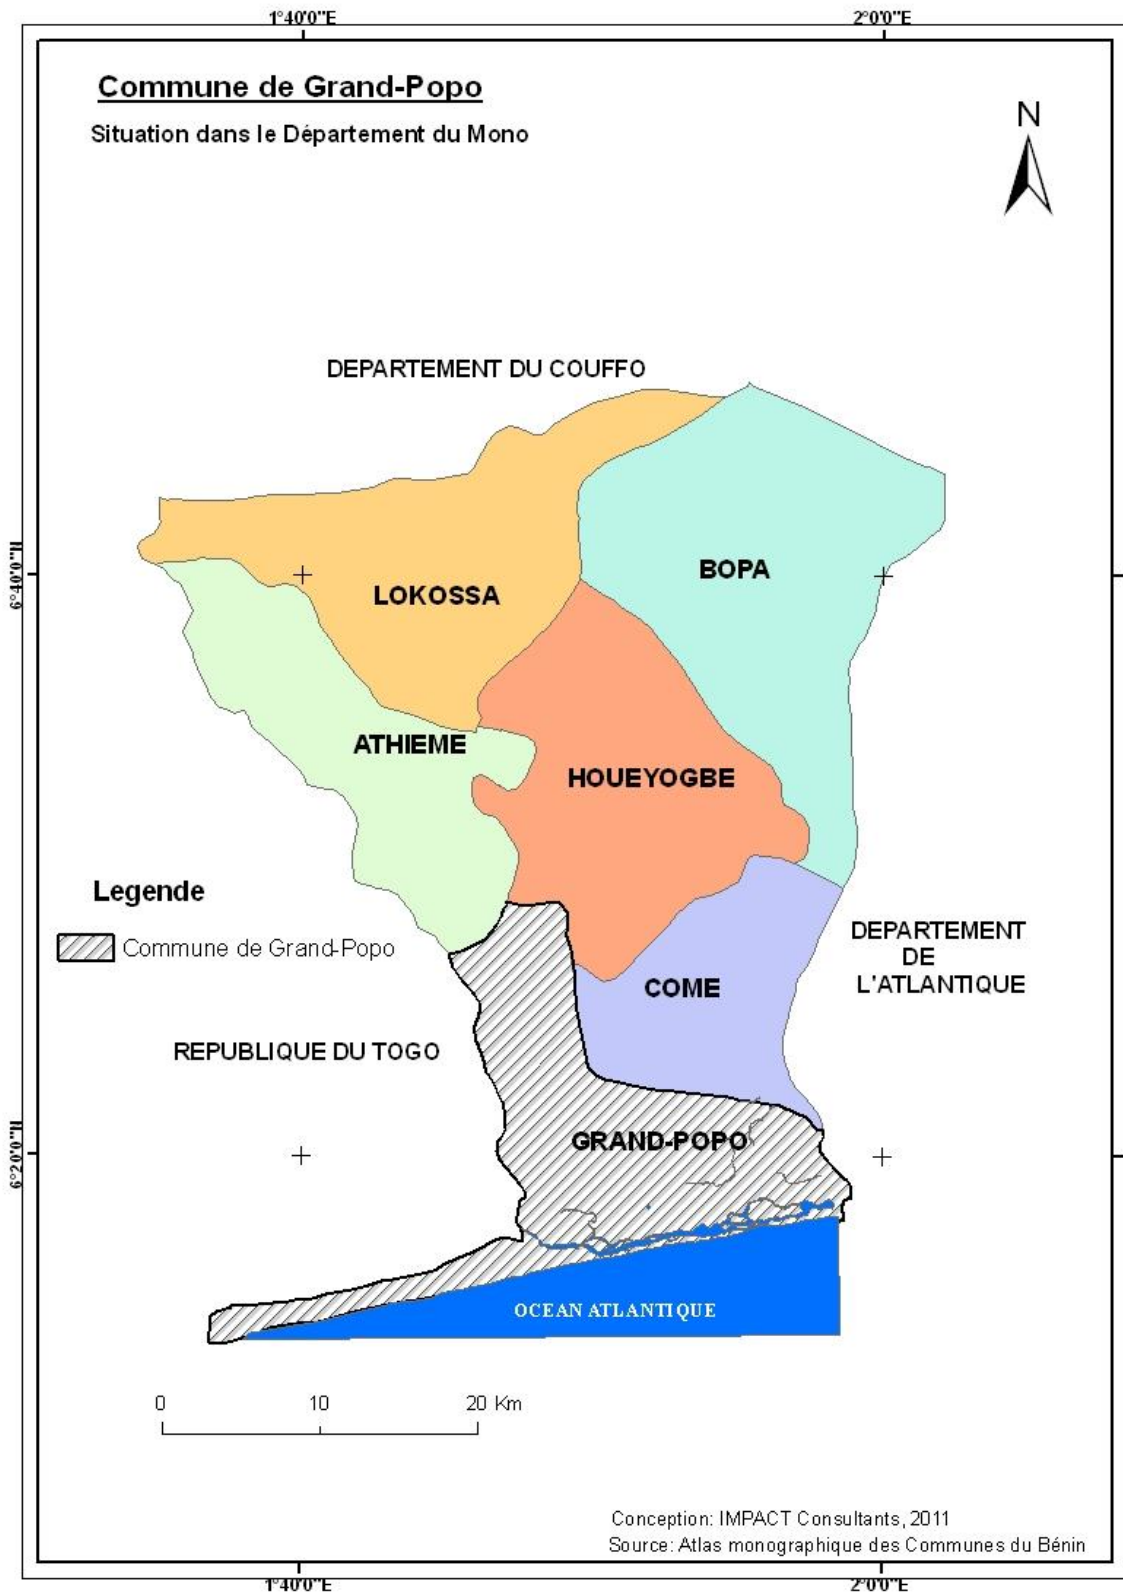 1°40'0"E
2°0'0"E
Commune de Grand-Popo
Situation dans le Département du Mono
N
DEPARTEMENT DU COUFFO
6°40'0"N
BOPA
LOKOSSA
ATHIEME
HOUEYOGBE
Legende
Commune de Grand-Popo
DEPARTEMENT
DE
L'ATLANTIQUE
COME
REPUBLIQUE DU TOGO
6°20'0"N
GRAND-POPO
OCEAN ATLANTIQUE
0 10 20 Km
Conception: IMPACT Consultants, 2011
Source: Atlas monographique des Communes du Bénin
1°40'0"E
2°0'0"E